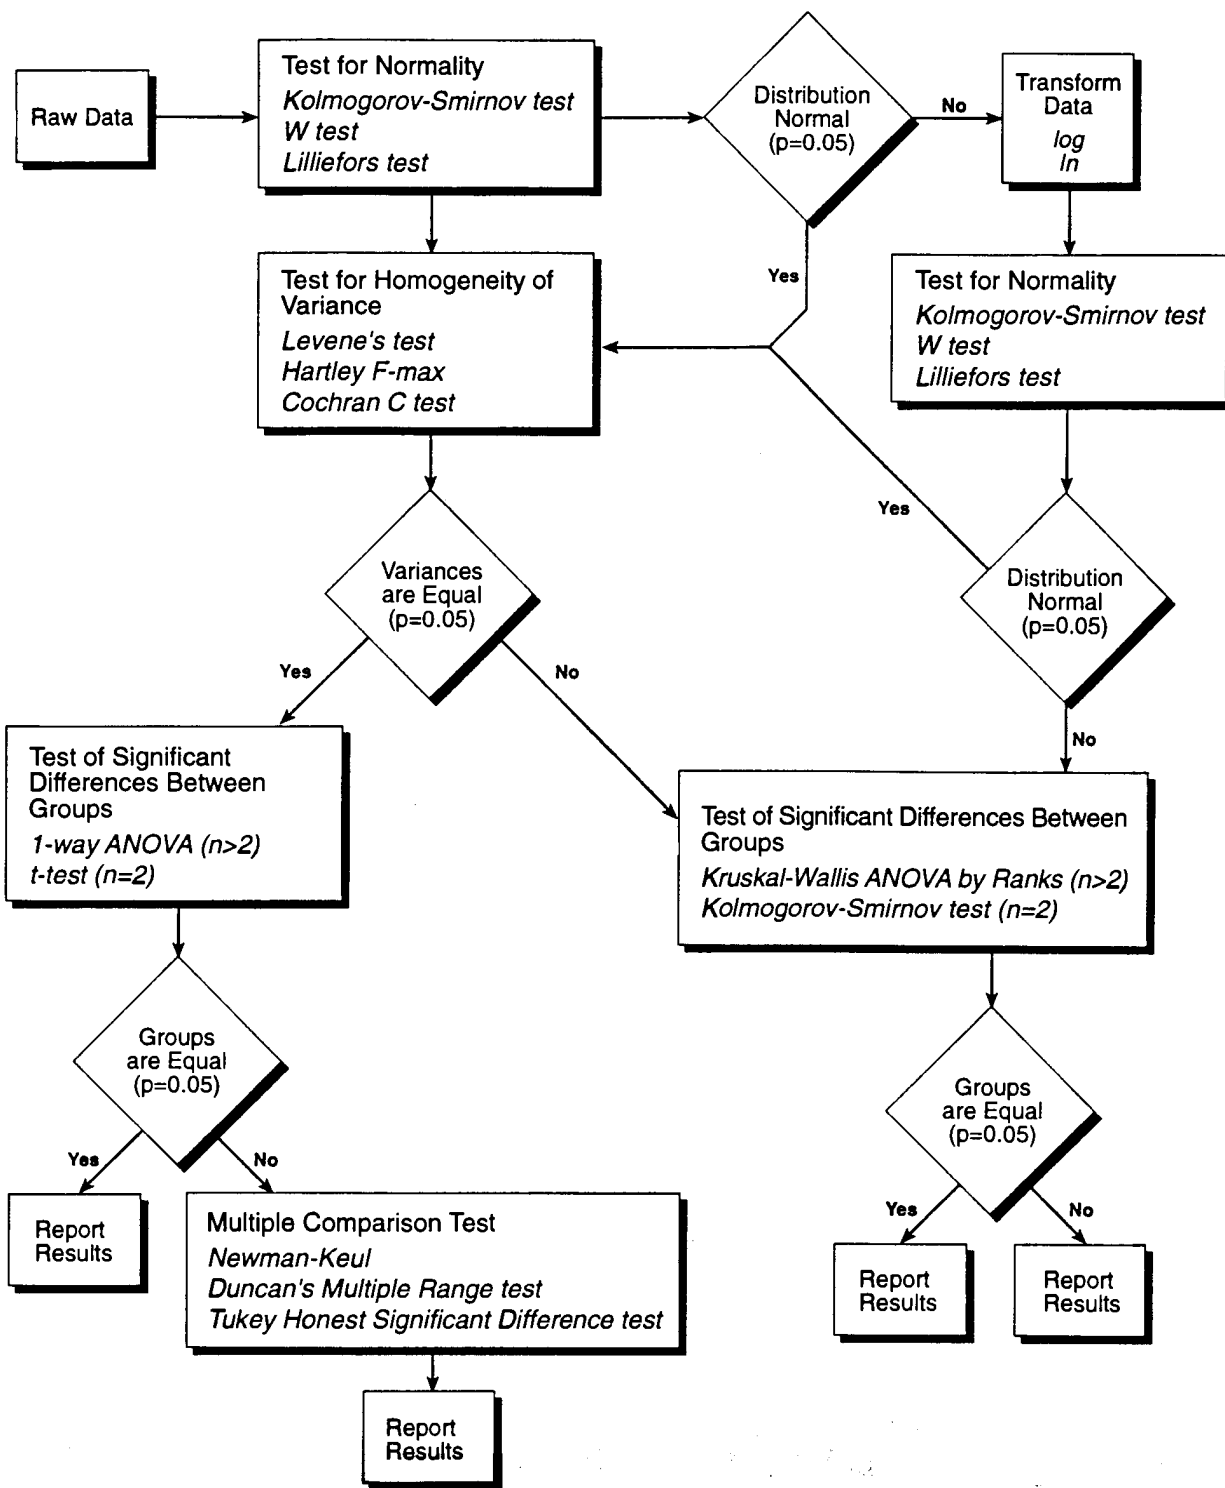 Raw Data
Test for Normality
Kolmogorov-Smirnov test
W test
Lilliefors test
Distribution
Normal
(p=0.05)
No
Transform
Data
log
ln
Yes
Test for Homogeneity of
Variance
Levene's test
Hartley F-max
Cochran C test
Test for Normality
Kolmogorov-Smirnov test
W test
Lilliefors test
Yes
Variances
are Equal
(p=0.05)
Distribution
Normal
(p=0.05)
Yes
No
No
Test of Significant
Differences Between
Groups
1-way ANOVA (n>2)
t-test (n=2)
Test of Significant Differences Between
Groups
Kruskal-Wallis ANOVA by Ranks (n>2)
Kolmogorov-Smirnov test (n=2)
Groups
are Equal
(p=0.05)
Yes
No
Groups
are Equal
(p=0.05)
Yes
No
Report
Results
Multiple Comparison Test
Newman-Keul
Duncan's Multiple Range test
Tukey Honest Significant Difference test
Report
Results
Report
Results
Report
Results